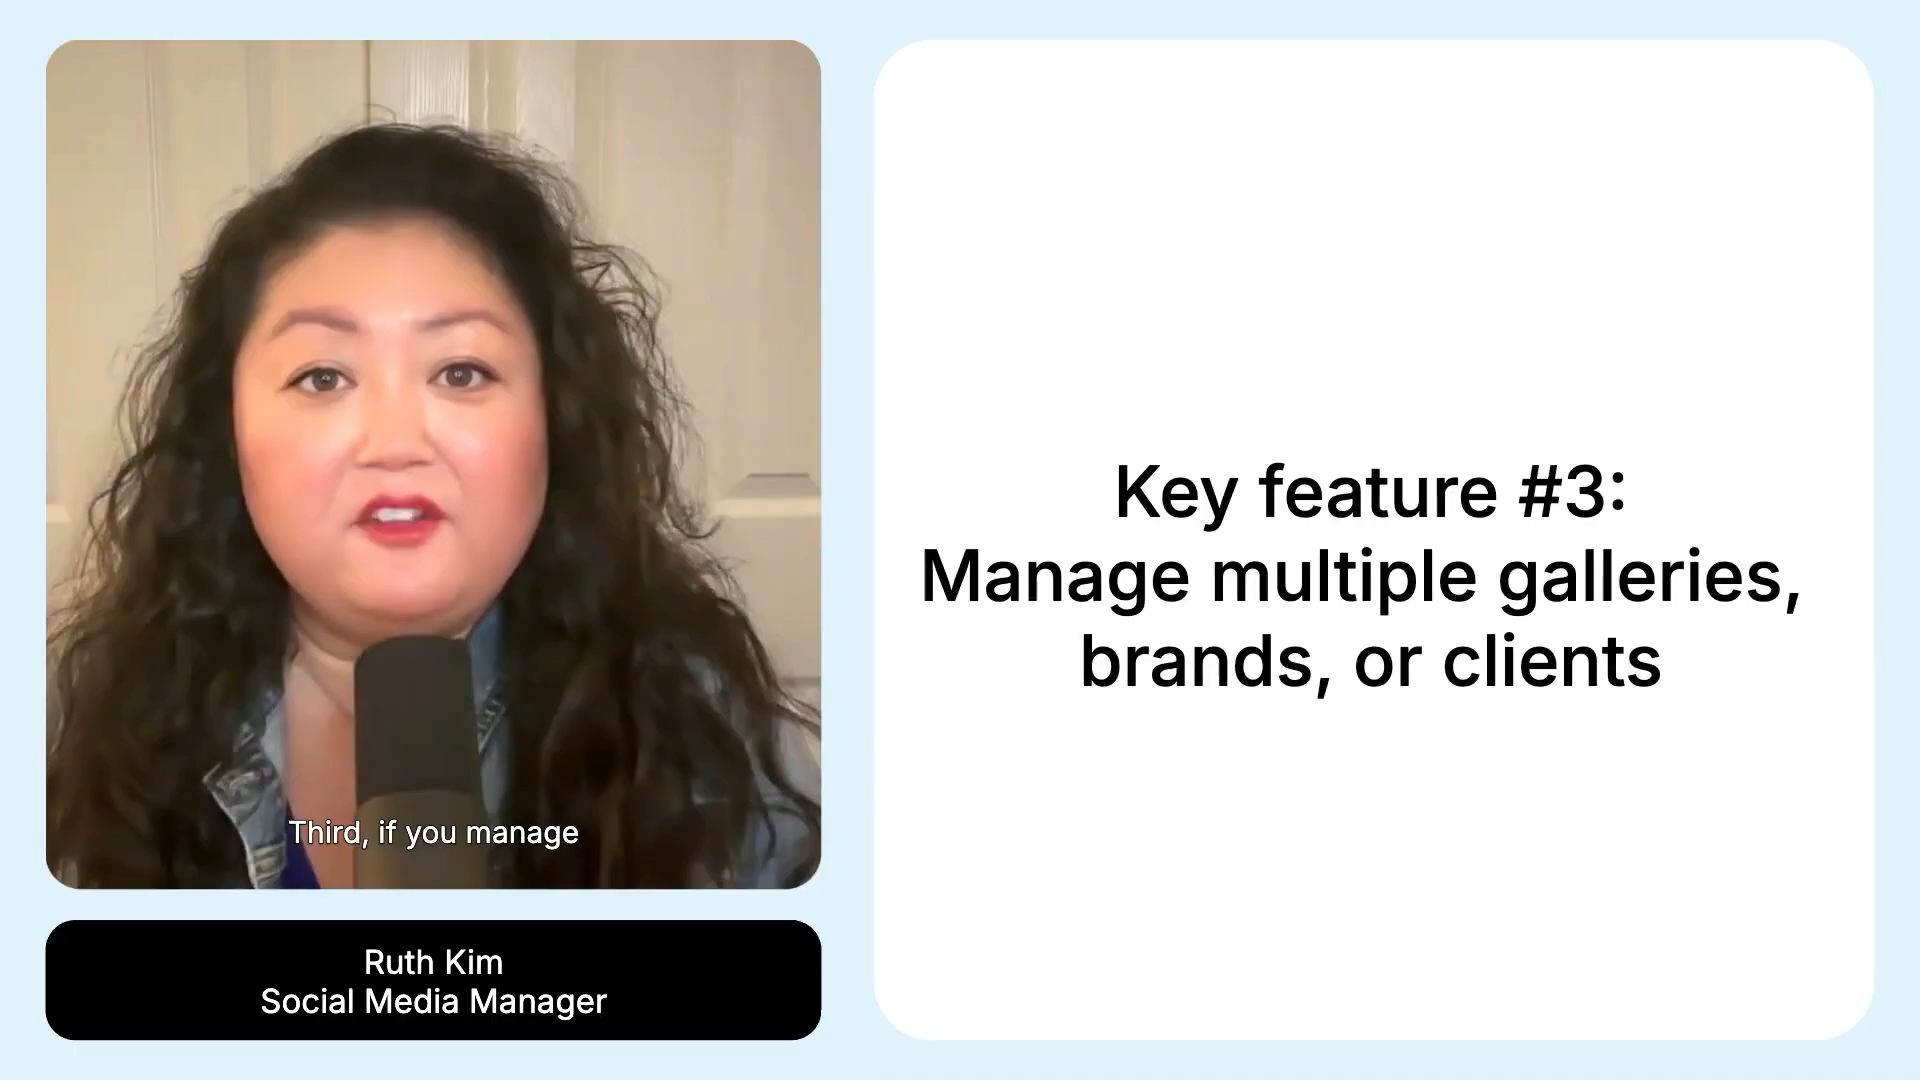 Third, if you manage
Ruth Kim
Social Media Manager
Key feature #3:
Manage multiple galleries,
brands, or clients